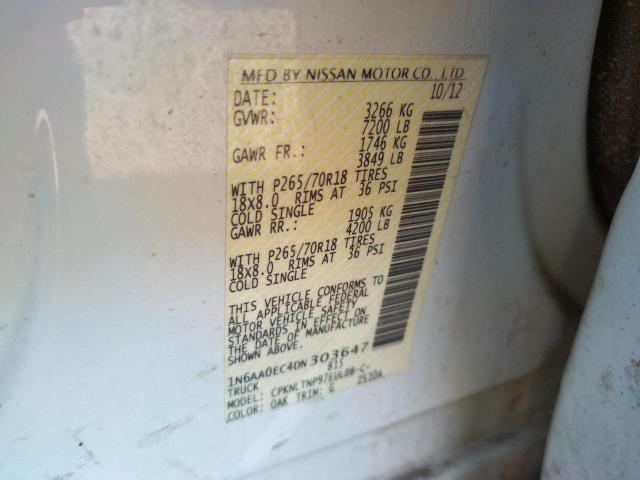 MFD BY NISSAN MOTOR CO., LTD
DATE: 10/12
GVWR: 3266 KG
7200 LB
GAWR FR.: 1746 KG
3849 LB
WITH P265/70R18 TIRES
18X8.0 RIMS AT 36 PSI
COLD SINGLE
GAWR RR.: 1905 KG
4200 LB
WITH P265/70R18 TIRES
18X8.0 RIMS AT 36 PSI
COLD SINGLE
THIS VEHICLE CONFORMS TO
ALL APPLICABLE FEDERAL
MOTOR VEHICLE SAFETY
STANDARDS IN EFFECT ON
THE DATE OF MANUFACTURE
SHOWN ABOVE.
1N6AA0EC4DN303647
TRUCK 815
MODEL:
COLOR: OAK TRIM: G